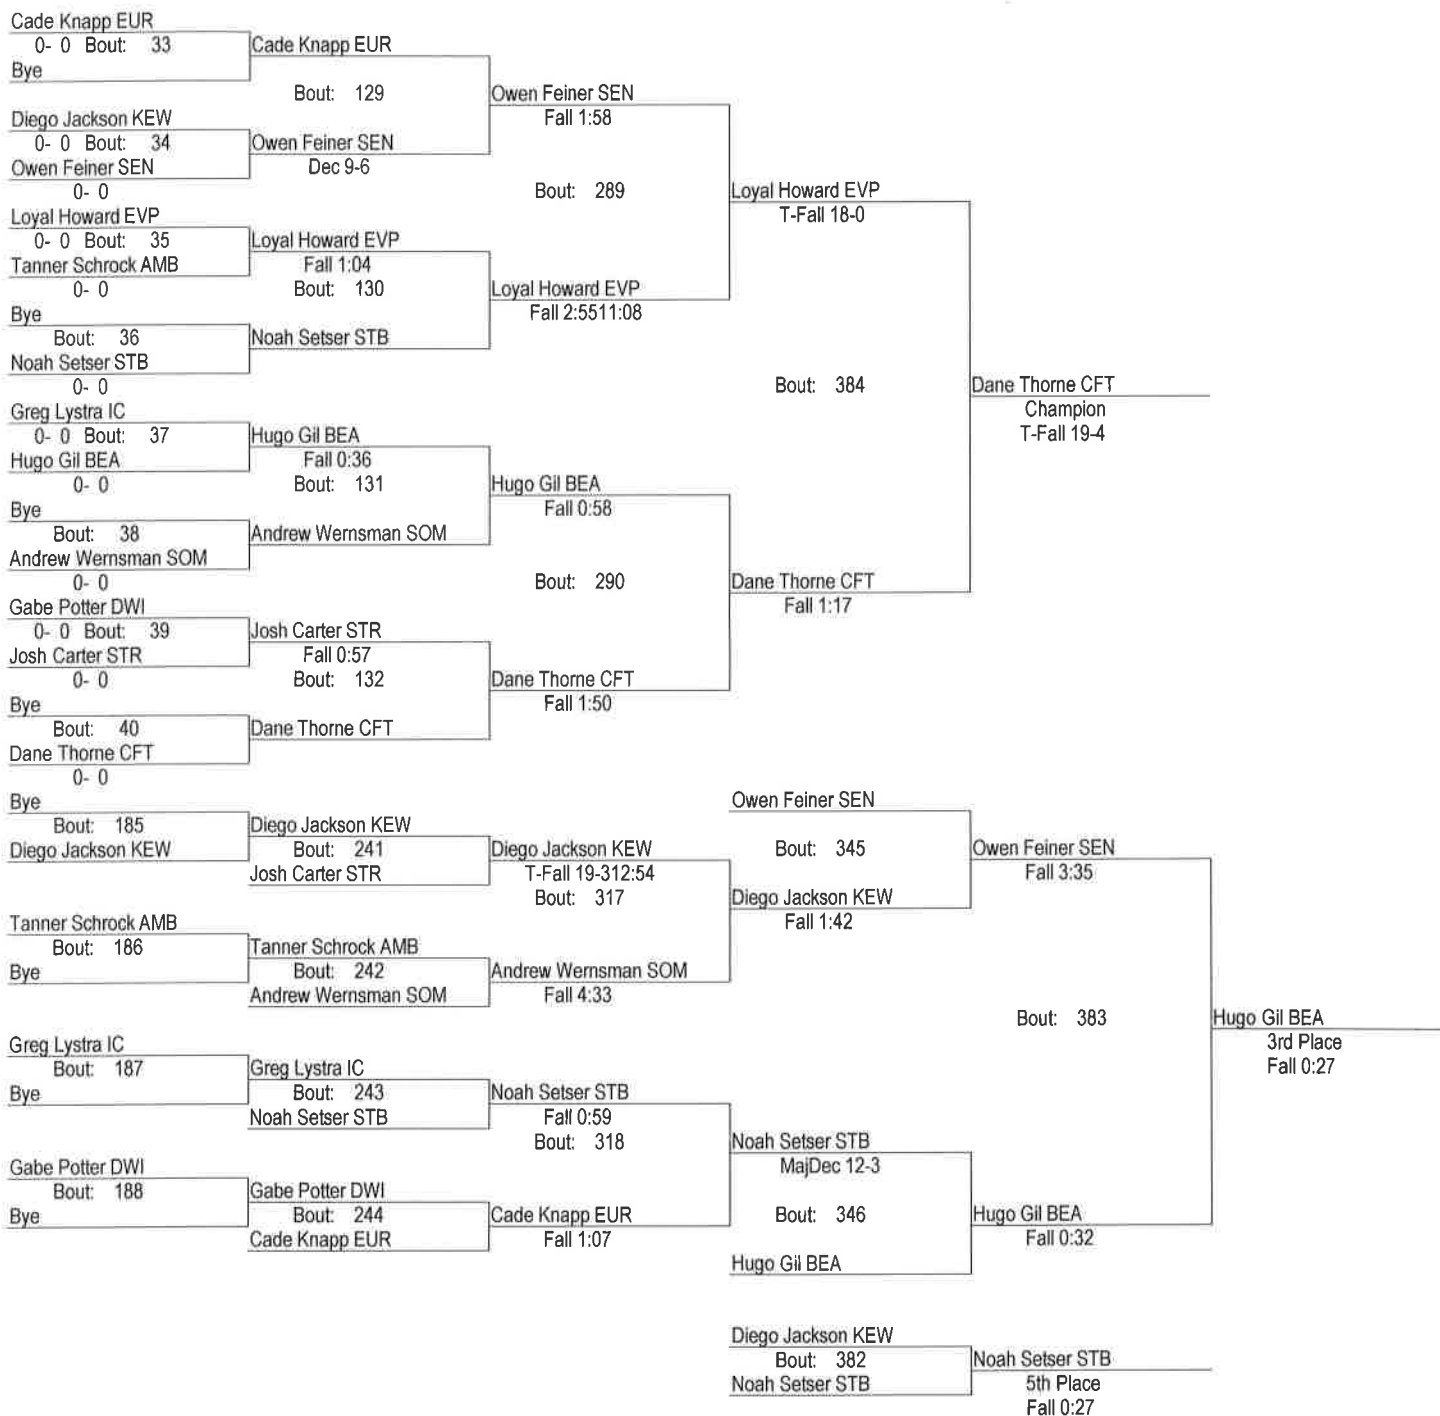 Cade Knapp EUR
0- 0 Bout: 33
Bye
Cade Knapp EUR
Bout: 129
Diego Jackson KEW
0- 0 Bout: 34
Owen Feiner SEN
0- 0
Owen Feiner SEN
Dec 9-6
Owen Feiner SEN
Fall 1:58
Bout: 289
Loyal Howard EVP
0- 0 Bout: 35
Tanner Schrock AMB
0- 0
Loyal Howard EVP
Fall 1:04
Bout: 130
Bye
Bout: 36
Noah Setser STB
0- 0
Noah Setser STB
Loyal Howard EVP
Fall 2:5511:08
Loyal Howard EVP
T-Fall 18-0
Bout: 384
Greg Lystra IC
0- 0 Bout: 37
Hugo Gil BEA
0- 0
Hugo Gil BEA
Fall 0:36
Bout: 131
Bye
Bout: 38
Andrew Wernsman SOM
0- 0
Andrew Wernsman SOM
Hugo Gil BEA
Fall 0:58
Bout: 290
Gabe Potter DWI
0- 0 Bout: 39
Josh Carter STR
0- 0
Josh Carter STR
Fall 0:57
Bout: 132
Bye
Bout: 40
Dane Thorne CFT
0- 0
Dane Thorne CFT
Dane Thorne CFT
Fall 1:50
Dane Thorne CFT
Fall 1:17
Dane Thorne CFT
Champion
T-Fall 19-4
Bye
Bout: 185
Diego Jackson KEW
Diego Jackson KEW
Bout: 241
Josh Carter STR
Diego Jackson KEW
T-Fall 19-312:54
Bout: 317
Tanner Schrock AMB
Bout: 186
Bye
Tanner Schrock AMB
Bout: 242
Andrew Wernsman SOM
Andrew Wernsman SOM
Fall 4:33
Owen Feiner SEN
Bout: 345
Diego Jackson KEW
Fall 1:42
Owen Feiner SEN
Fall 3:35
Bout: 383
Greg Lystra IC
Bout: 187
Bye
Greg Lystra IC
Bout: 243
Noah Setser STB
Noah Setser STB
Fall 0:59
Bout: 318
Gabe Potter DWI
Bout: 188
Bye
Gabe Potter DWI
Bout: 244
Cade Knapp EUR
Cade Knapp EUR
Fall 1:07
Noah Setser STB
MajDec 12-3
Bout: 346
Hugo Gil BEA
Hugo Gil BEA
Fall 0:32
Hugo Gil BEA
3rd Place
Fall 0:27
Diego Jackson KEW
Bout: 382
Noah Setser STB
Noah Setser STB
5th Place
Fall 0:27